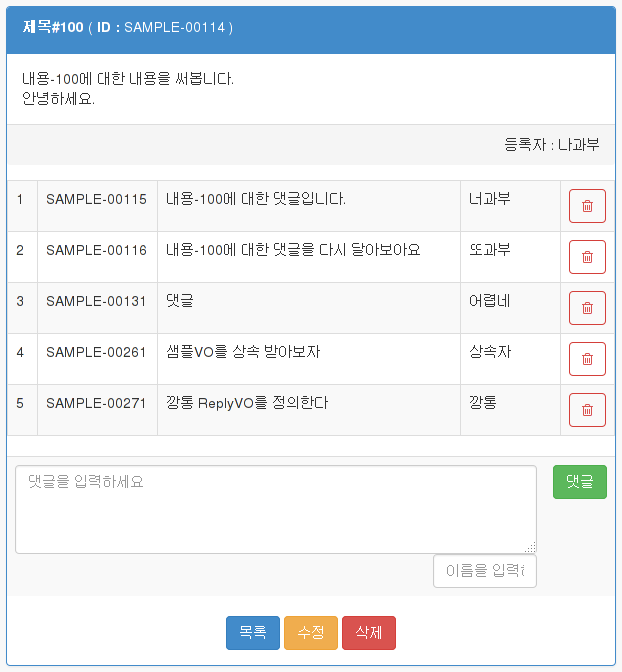 제목#100 ( ID : SAMPLE-00114 )
내용-100에 대한 내용을 써봅니다.
안녕하세요.
등록자 : 나과부
1 SAMPLE-00115 내용-100에 대한 댓글입니다. 너과부
2 SAMPLE-00116 내용-100에 대한 댓글을 다시 달아보아요 또과부
3 SAMPLE-00131 댓글 어렵네
4 SAMPLE-00261 샘플VO를 상속 받아보자 상속자
5 SAMPLE-00271 깡통 ReplyVO를 정의한다 깡통
댓글을 입력하세요 댓글
이름을 입력
목록 수정 삭제